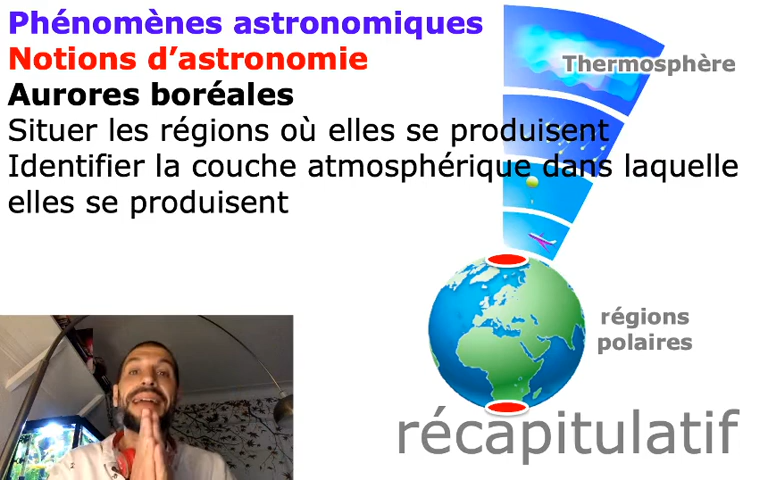 Phénomènes astronomiques
Notions d’astronomie
Aurores boréales
Situer les régions où elles se produisent
Identifier la couche atmosphérique dans laquelle
elles se produisent
Thermosphère
régions
polaires
récapitulatif